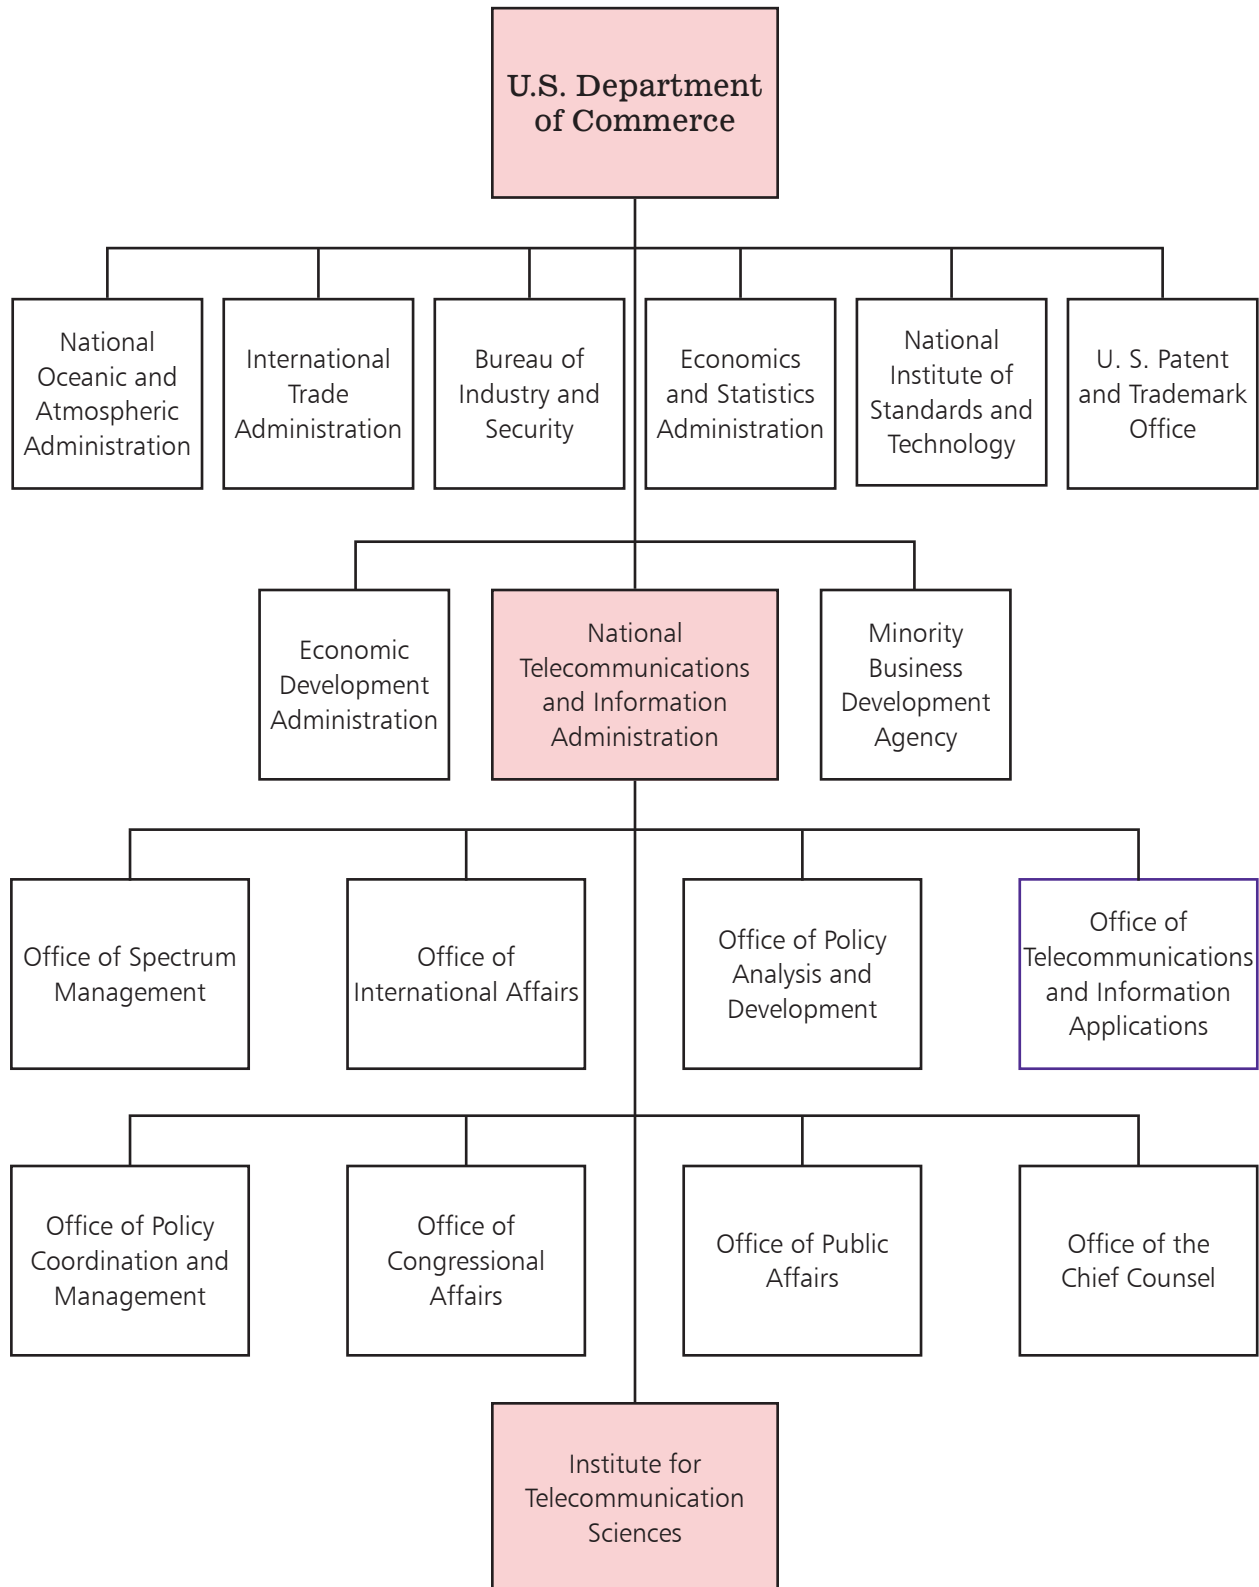 U.S. Department
of Commerce
National
Oceanic and
Atmospheric
Administration
International
Trade
Administration
Bureau of
Industry and
Security
Economics
and Statistics
Administration
National
Institute of
Standards and
Technology
U. S. Patent
and Trademark
Office
Economic
Development
Administration
National
Telecommunications
and Information
Administration
Minority
Business
Development
Agency
Office of Spectrum
Management
Office of
International Affairs
Office of Policy
Analysis and
Development
Office of
Telecommunications
and Information
Applications
Office of Policy
Coordination and
Management
Office of
Congressional
Affairs
Office of Public
Affairs
Office of the
Chief Counsel
Institute for
Telecommunication
Sciences